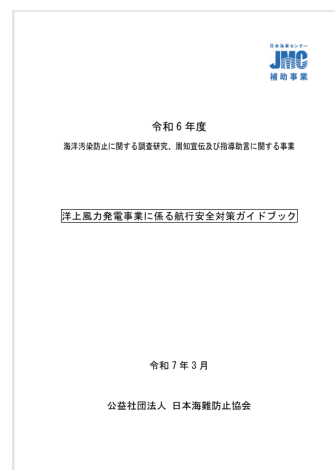 日本海事センター
JMC
補助事業
令和６年度
海洋汚染防止に関する調査研究、周知宣伝及び指導助言に関する事業
洋上風力発電事業に係る航行安全対策ガイドブック
令和７年３月
公益社団法人 日本海難防止協会